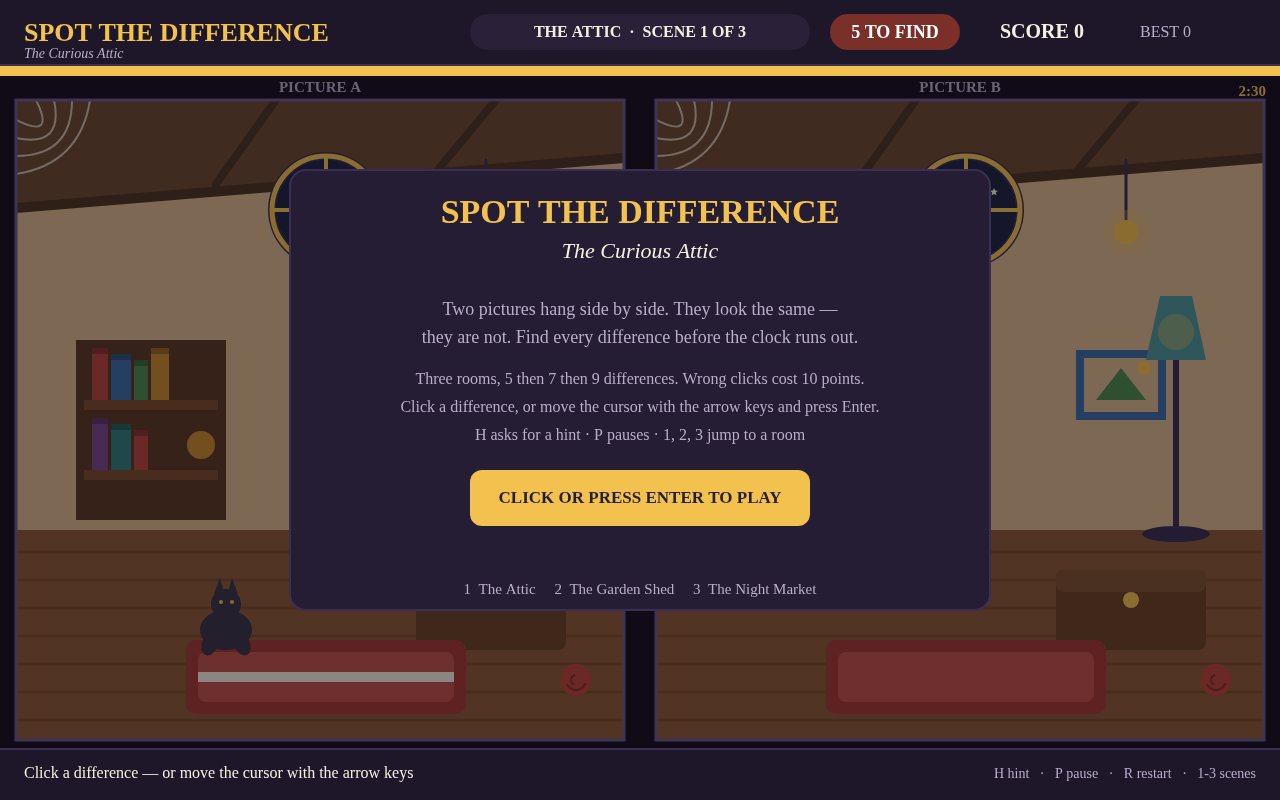 SPOT THE DIFFERENCE
The Curious Attic
THE ATTIC · SCENE 1 OF 3
5 TO FIND
SCORE 0
BEST 0
PICTURE A
PICTURE B
2:30
SPOT THE DIFFERENCE
The Curious Attic
Two pictures hang side by side. They look the same —
they are not. Find every difference before the clock runs out.
Three rooms, 5 then 7 then 9 differences. Wrong clicks cost 10 points.
Click a difference, or move the cursor with the arrow keys and press Enter.
H asks for a hint · P pauses · 1, 2, 3 jump to a room
CLICK OR PRESS ENTER TO PLAY
1 The Attic 2 The Garden Shed 3 The Night Market
Click a difference — or move the cursor with the arrow keys
H hint · P pause · R restart · 1-3 scenes